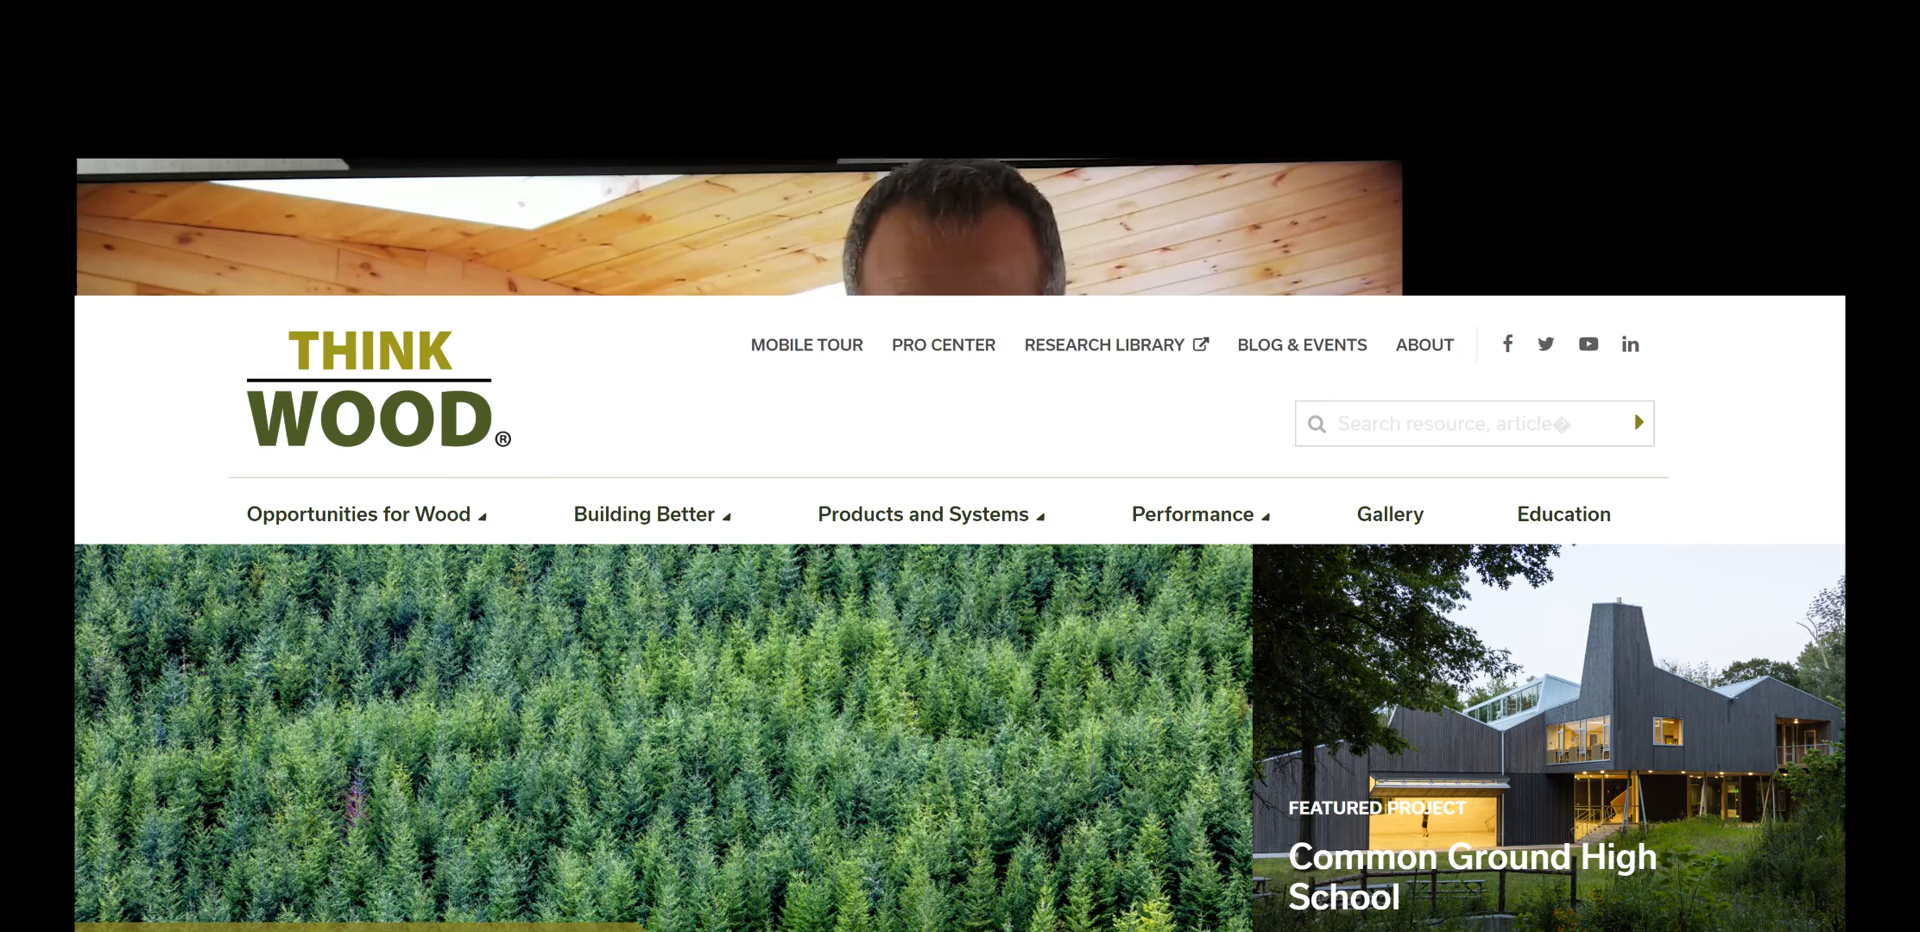 THINK
WOOD®
MOBILE TOUR PRO CENTER RESEARCH LIBRARY BLOG & EVENTS ABOUT
Search resource, article�
Opportunities for Wood Building Better Products and Systems Performance Gallery Education
FEATURED PROJECT
Common Ground High
School